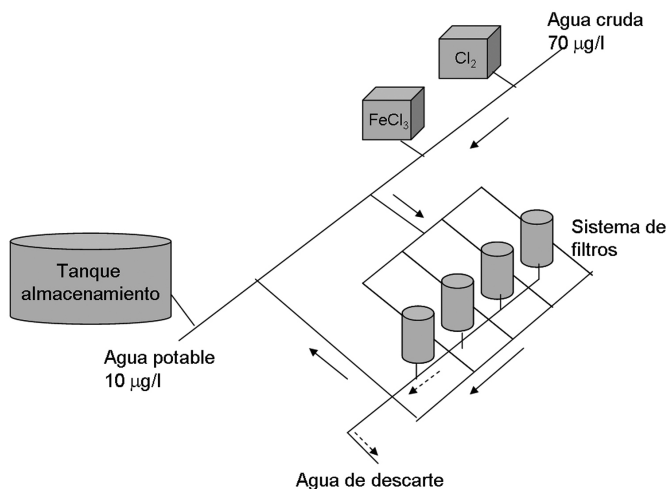 Agua cruda
70 µg/l
Cl₂
FeCl₃
Sistema de
filtros
Tanque
almacenamiento
Agua potable
10 µg/l
Agua de descarte